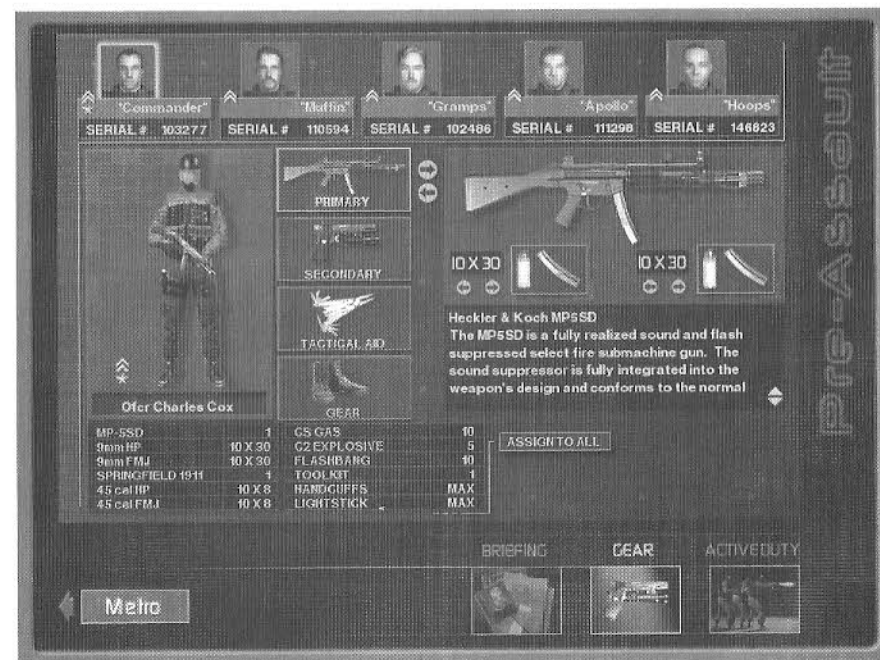 "Commander" "Muffin" "Gramps" "Apollo" "Hoops"
SERIAL # 103277 SERIAL # 110594 SERIAL # 102486 SERIAL # 111298 SERIAL # 146823
Pre-Assault
PRIMARY
SECONDARY
TACTICAL AID
GEAR
Ofcr Charles Cox
10 X 30 10 X 30
Heckler & Koch MP5SD
The MP5SD is a fully realized sound and flash
suppressed select fire submachine gun. The
sound suppressor is fully integrated into the
weapon's design and conforms to the normal
MP-5SD 1
9mm HP 10 X 30
9mm FMJ 10 X 30
SPRINGFIELD 1911 1
45 cal HP 10 X 8
45 cal FMJ 10 X 8
CS GAS 10
C2 EXPLOSIVE 5
FLASHBANG 10
TOOLKIT 1
HANDCUFFS MAX
LIGHTSTICK MAX
ASSIGN TO ALL
BRIEFING GEAR ACTIVE DUTY
Metro